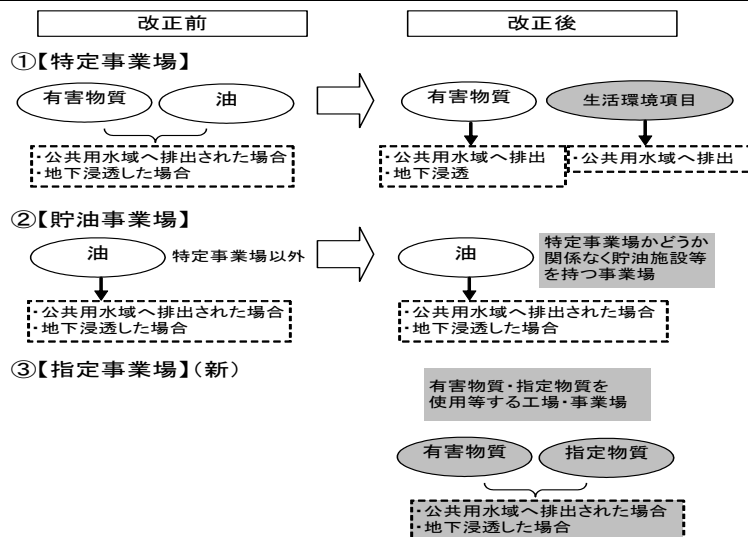 改正前
改正後
①【特定事業場】
有害物質
油
・公共用水域へ排出された場合
・地下浸透した場合
有害物質
生活環境項目
・公共用水域へ排出
・地下浸透
・公共用水域へ排出
②【貯油事業場】
油
特定事業場以外
・公共用水域へ排出された場合
・地下浸透した場合
油
特定事業場かどうか
関係なく貯油施設等
を持つ事業場
・公共用水域へ排出された場合
・地下浸透した場合
③【指定事業場】(新)
有害物質・指定物質を
使用等する工場・事業場
有害物質
指定物質
・公共用水域へ排出された場合
・地下浸透した場合